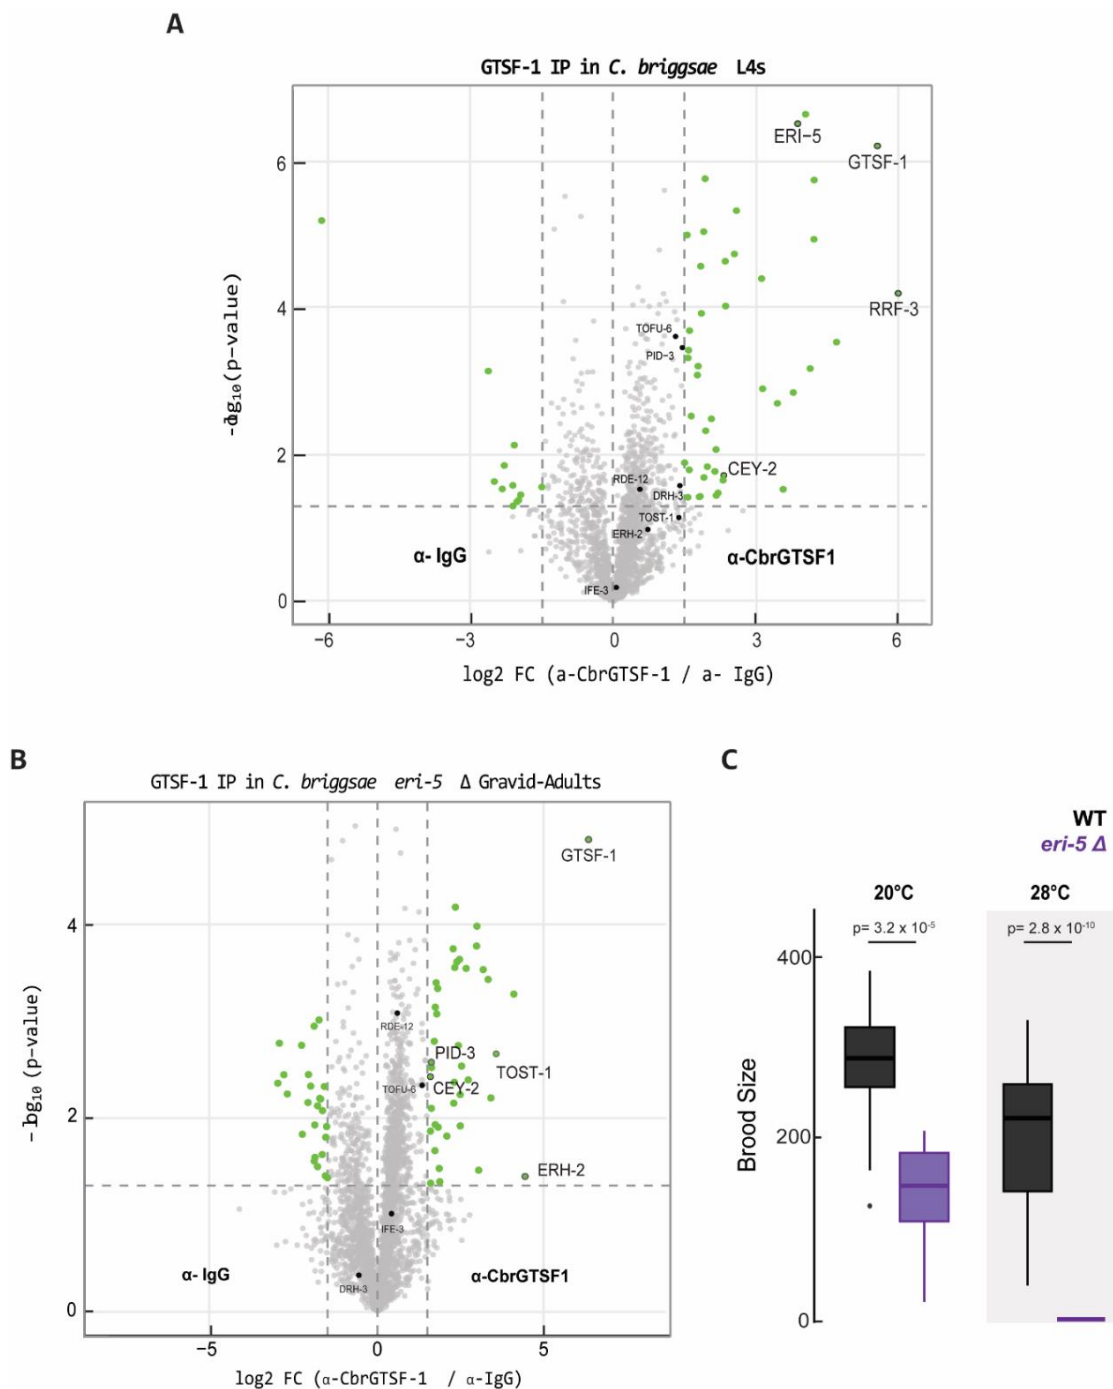 A
GTSF-1 IP in C. briggsae L4s
ERI-5
GTSF-1
6
RRF-3
4
TOFU-6
PID-3
-log10(p-value)
2
CEY-2
RDE-12
DRH-3
TOST-1
ERH-2
α- IgG
α-CbrGTSF1
IFE-3
0
-6
-3
0
3
6
log2 FC (a-CbrGTSF-1 / a- IgG)
B
GTSF-1 IP in C. briggsae eri-5 Δ Gravid-Adults
GTSF-1
4
RDE-12
PID-3
TOST-1
TOFU-6
CEY-2
-log10(p-value)
2
ERH-2
IFE-3
α- IgG
α-CbrGTSF1
DRH-3
0
-5
0
5
log2 FC (α-CbrGTSF-1 / α-IgG)
C
WT
eri-5 Δ
20°C
28°C
p= 3.2 x 10-5
p= 2.8 x 10-10
400
Brood Size
200
0